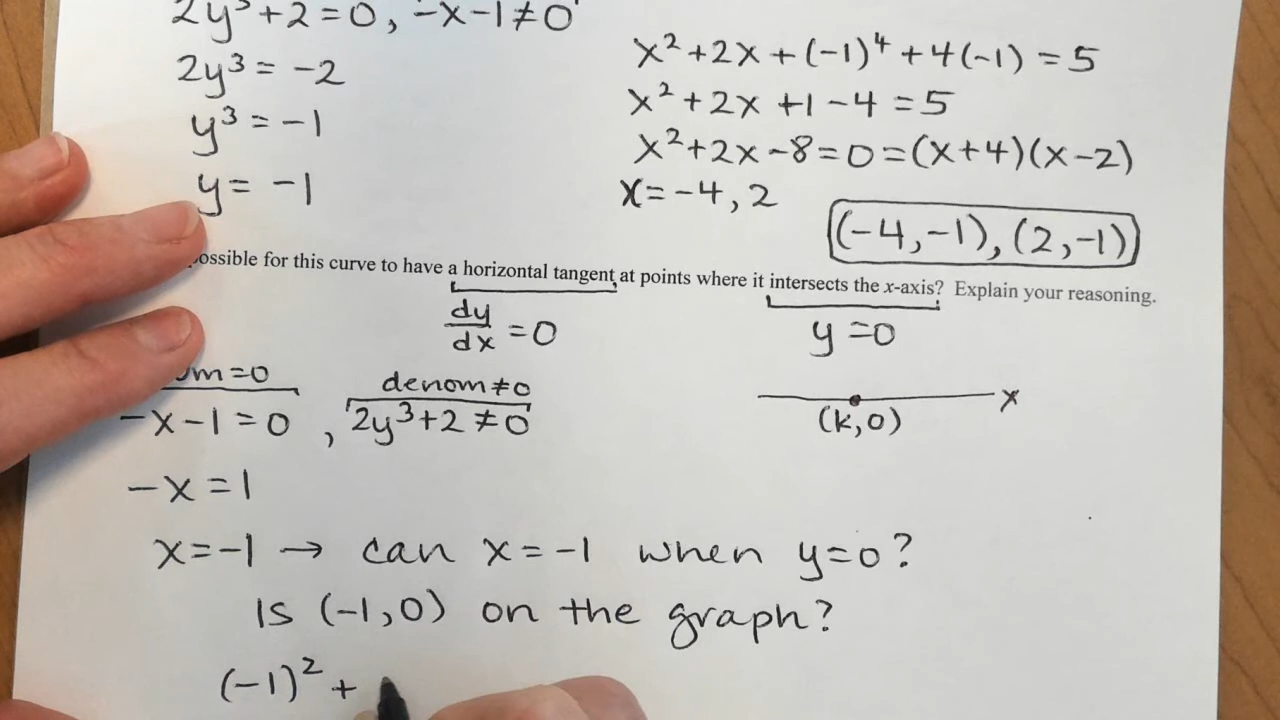 2y³+2=0, -x-1≠0
2y³ = -2
y³ = -1
y = -1
x²+2x+(-1)⁴+4(-1)=5
x²+2x+1-4=5
x²+2x-8=0=(x+4)(x-2)
x=-4,2
(-4,-1), (2,-1)
possible for this curve to have a horizontal tangent at points where it intersects the x-axis? Explain your reasoning.
dy/dx = 0
y=0
=0
denom≠0
-x-1=0 , 2y³+2≠0
x
(k,0)
-x=1
x=-1 → can x=-1 when y=0?
Is (-1,0) on the graph?
(-1)² +